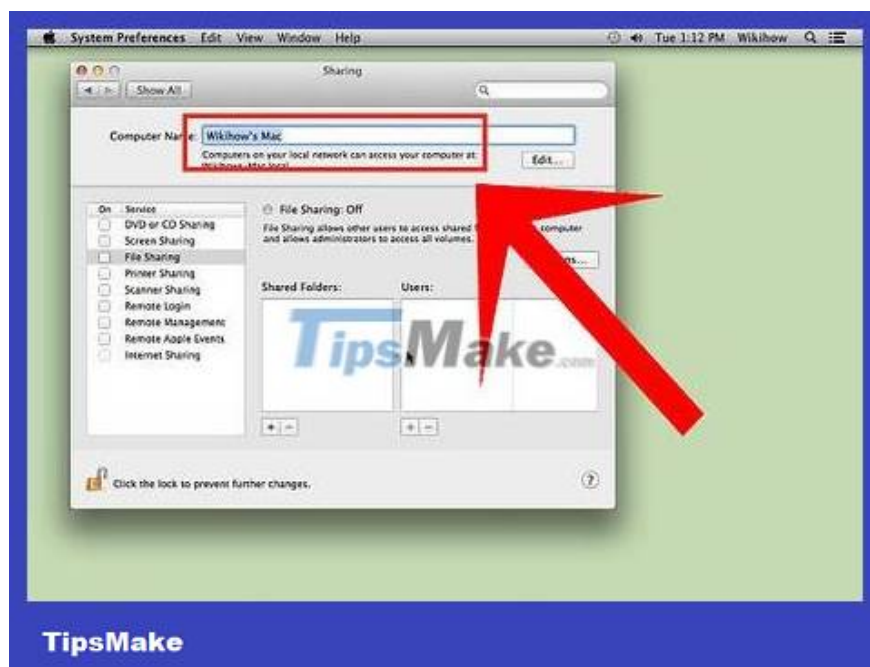 System Preferences Edit View Window Help Tue 1:12 PM Wikihow
Sharing
Show All
Computer Name: Wikihow's Mac
Computers on your local network can access your computer at:
Edit...
On Service
DVD or CD Sharing
Screen Sharing
File Sharing
Printer Sharing
Scanner Sharing
Remote Login
Remote Management
Remote Apple Events
Internet Sharing
File Sharing: Off
File Sharing allows other users to access shared computer
and allows administrators to access all volumes.
Shared Folders: Users:
TipsMake.com
Click the lock to prevent further changes.
?
TipsMake